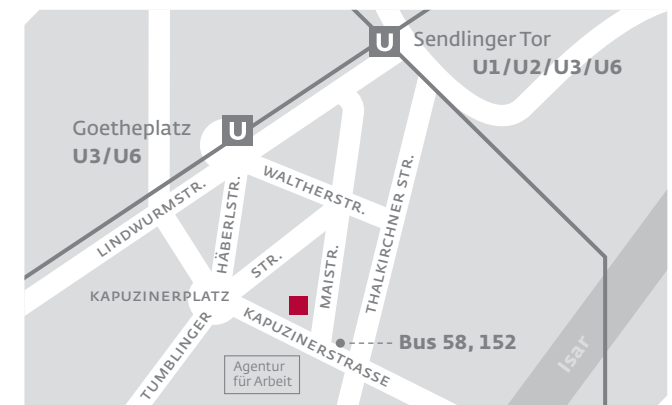 U
Sendlinger Tor
U1/U2/U3/U6
U
Goetheplatz
U3/U6
WALTHERSTR.
LINDWURMSTR.
HÄBERLSTR.
THALKIRCHNER STR.
STR.
MAISTR.
KAPUZINERPLATZ
TUMBLINGER
KAPUZINERSTRASSE
Bus 58, 152
Isar
Agentur
für Arbeit